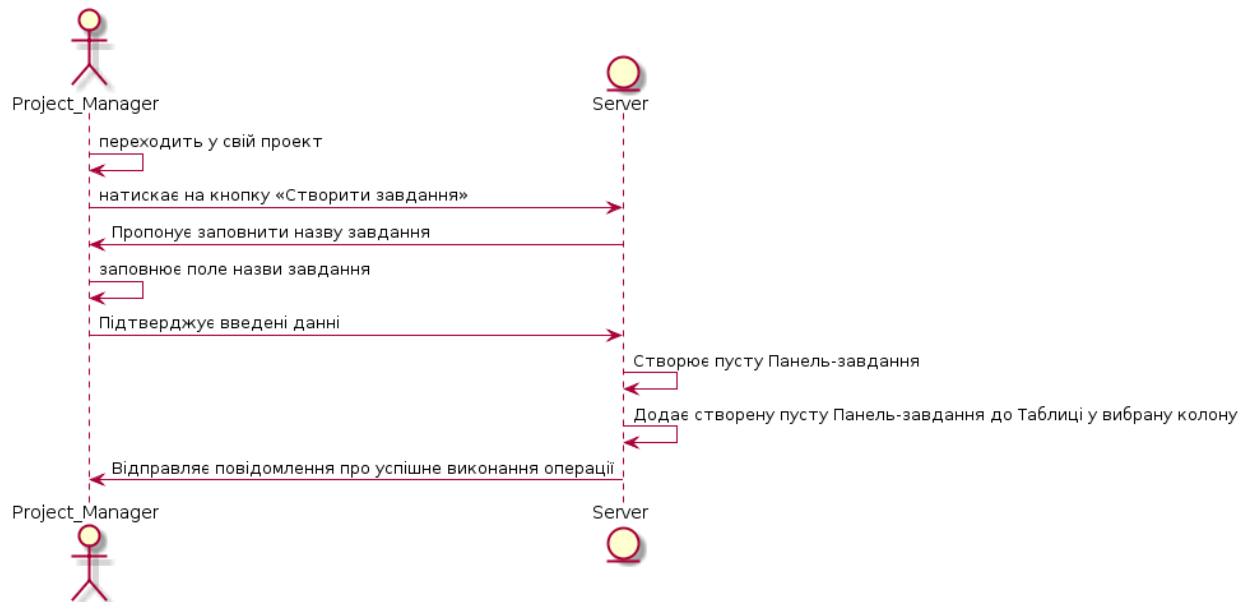 Project_Manager
Server
переходить у свій проект
натискає на кнопку «Створити завдання»
Пропонує заповнити назву завдання
заповнює поле назви завдання
Підтверджує введені данні
Створює пусту Панель-завдання
Додає створену пусту Панель-завдання до Таблиці у вибрану колону
Відправляє повідомлення про успішне виконання операції
Project_Manager
Server